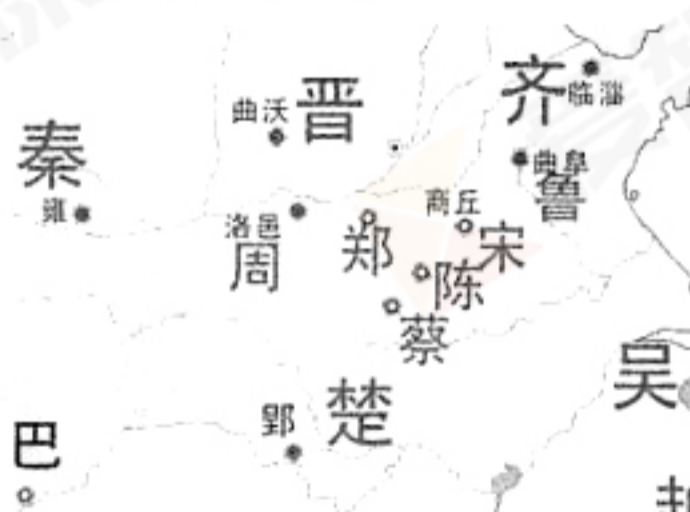 齐
临淄
晋
曲沃
秦
雍
曲阜
鲁
商丘
宋
洛邑
周
郑
陈
蔡
吴
楚
郢
巴